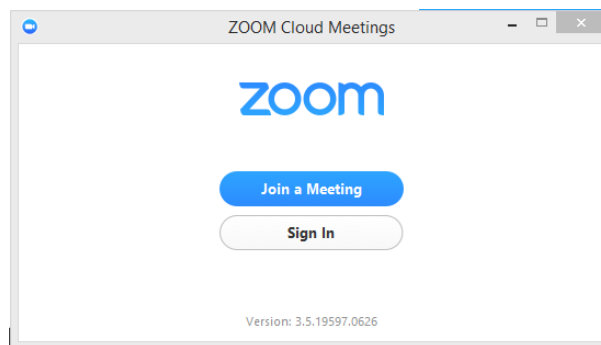 ZOOM Cloud Meetings
zoom
Join a Meeting
Sign In
Version: 3.5.19597.0626